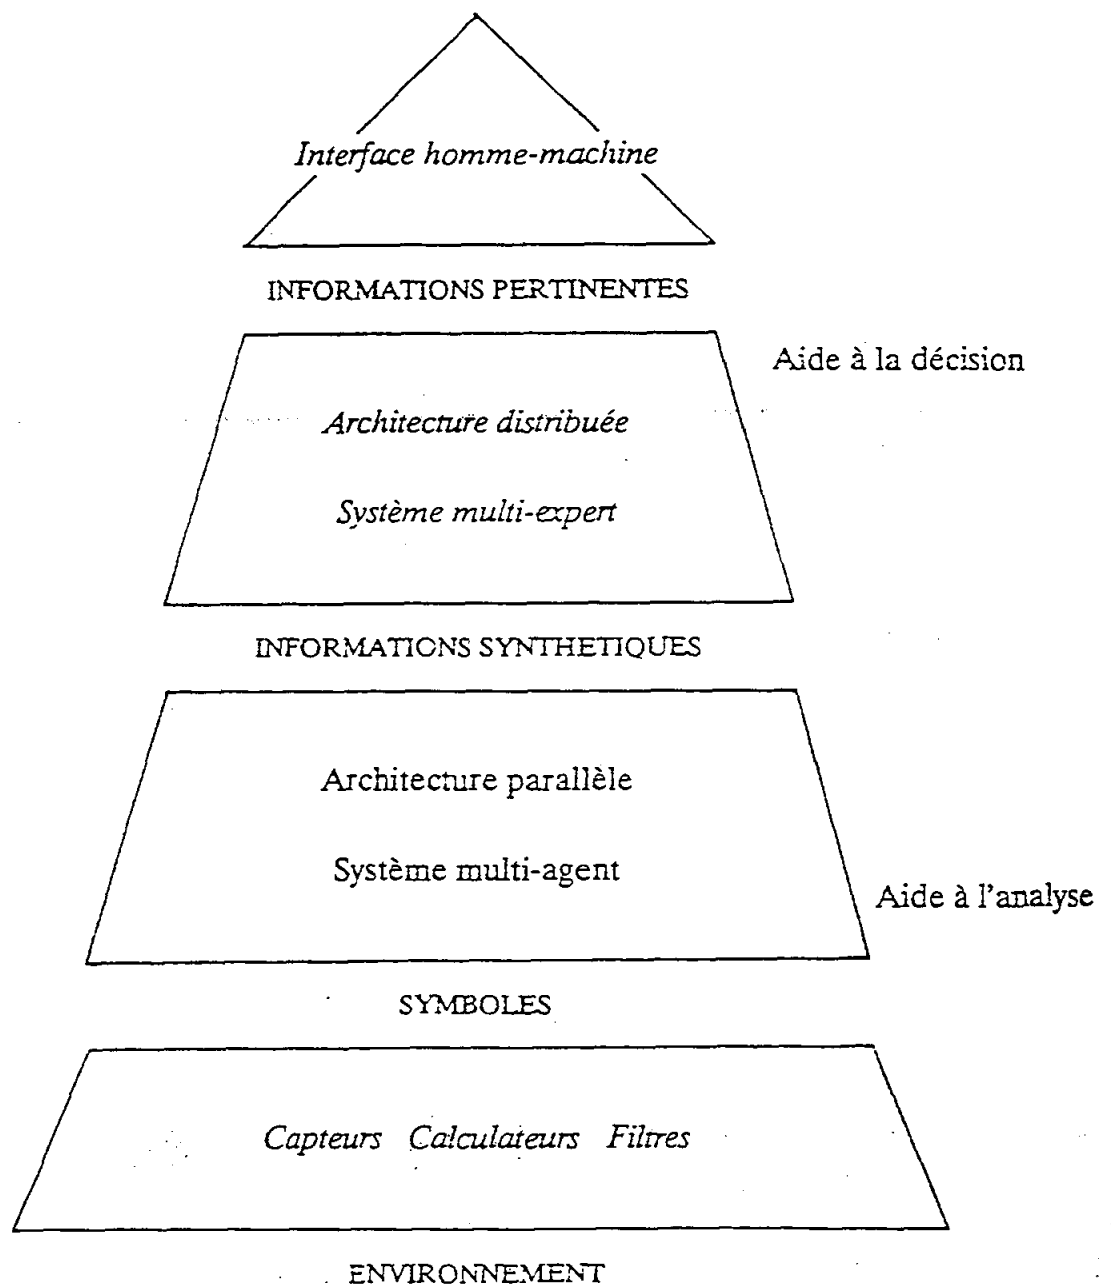 Interface homme-machine
INFORMATIONS PERTINENTES
Aide à la décision
Architecture distribuée
Système multi-expert
INFORMATIONS SYNTHETIQUES
Architecture parallèle
Système multi-agent
Aide à l'analyse
SYMBOLES
Capteurs Calculateurs Filtres
ENVIRONNEMENT